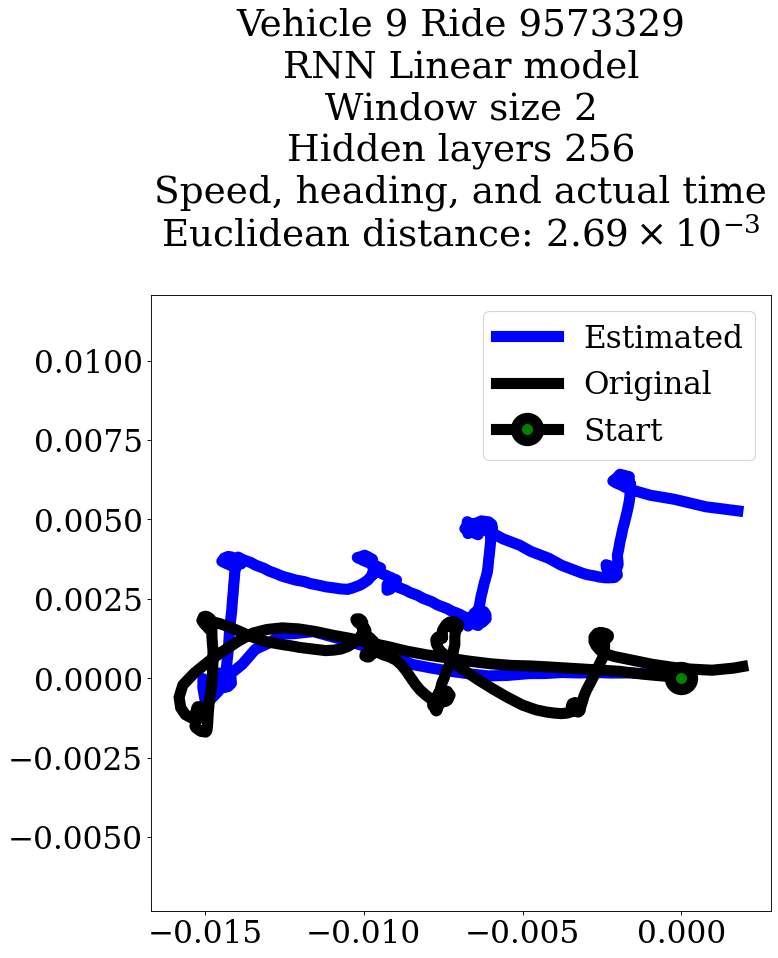 Vehicle 9 Ride 9573329
RNN Linear model
Window size 2
Hidden layers 256
Speed, heading, and actual time
Euclidean distance: 2.69 × 10⁻³
Estimated
Original
Start
0.0100
0.0075
0.0050
0.0025
0.0000
−0.0025
−0.0050
−0.015 −0.010 −0.005 0.000